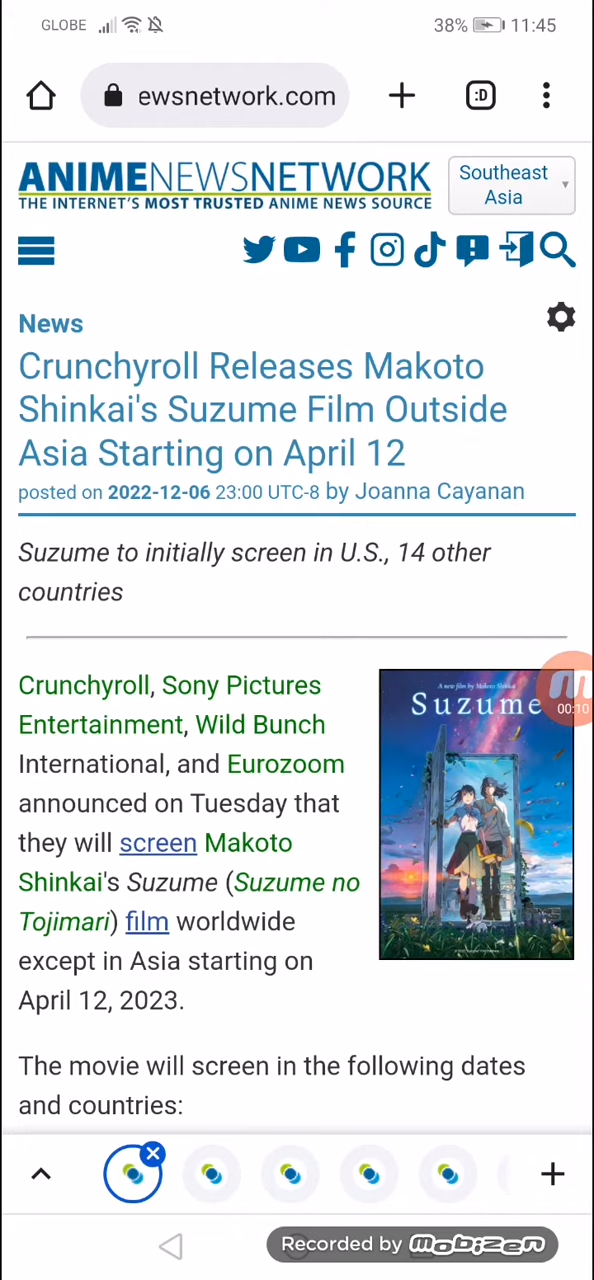 GLOBE 38% 11:45
ewsnetwork.com :D
ANIMENEWSNETWORK
THE INTERNET'S MOST TRUSTED ANIME NEWS SOURCE
Southeast
Asia
News
Crunchyroll Releases Makoto
Shinkai's Suzume Film Outside
Asia Starting on April 12
posted on 2022-12-06 23:00 UTC-8 by Joanna Cayanan
Suzume to initially screen in U.S., 14 other
countries
Crunchyroll, Sony Pictures
Entertainment, Wild Bunch
International, and Eurozoom
announced on Tuesday that
they will screen Makoto
Shinkai's Suzume (Suzume no
Tojimari) film worldwide
except in Asia starting on
April 12, 2023.
A new film by Makoto Shinkai
Suzume
00:10
The movie will screen in the following dates
and countries:
Recorded by mobizen